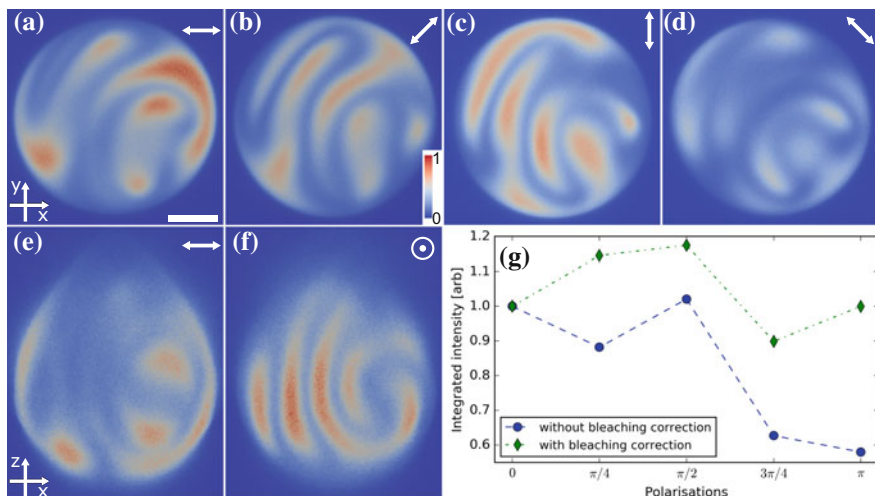 (a)
(b)
(c)
(d)
y
x
1
0
(e)
(f)
(g)
z
x
Integrated intensity [arb]
1.2
1.1
1.0
0.9
0.8
0.7
0.6
without bleaching correction
with bleaching correction
0
π/4
π/2
3π/4
π
Polarisations